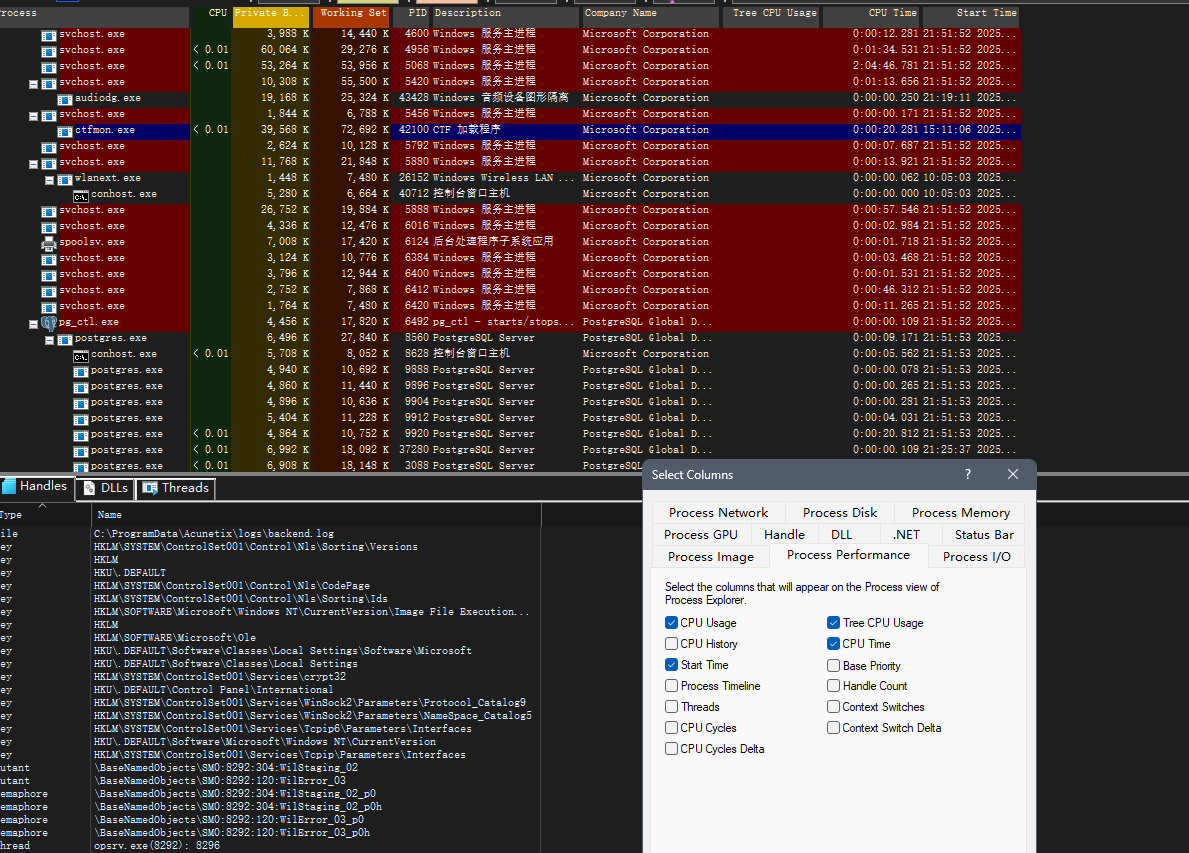 rocess CPU Private B... Working Set PID Description Company Name Tree CPU Usage CPU Time Start Time
svchost.exe 3,988 K 14,440 K 4600 Windows 服务主进程 Microsoft Corporation 0:00:12.281 21:51:52 2025...
svchost.exe < 0.01 60,064 K 29,276 K 4956 Windows 服务主进程 Microsoft Corporation 0:01:34.531 21:51:52 2025...
svchost.exe < 0.01 53,264 K 53,956 K 5068 Windows 服务主进程 Microsoft Corporation 2:04:46.781 21:51:52 2025...
svchost.exe 10,308 K 55,500 K 5420 Windows 服务主进程 Microsoft Corporation 0:01:13.656 21:51:52 2025...
audiodg.exe 19,168 K 25,324 K 43428 Windows 音频设备图形隔离 Microsoft Corporation 0:00:00.250 21:19:11 2025...
svchost.exe 1,844 K 6,788 K 5456 Windows 服务主进程 Microsoft Corporation 0:00:00.171 21:51:52 2025...
ctfmon.exe < 0.01 39,568 K 72,692 K 42100 CTF 加载程序 Microsoft Corporation 0:00:20.281 15:11:06 2025...
svchost.exe 2,624 K 10,128 K 5792 Windows 服务主进程 Microsoft Corporation 0:00:07.687 21:51:52 2025...
svchost.exe 11,768 K 21,848 K 5880 Windows 服务主进程 Microsoft Corporation 0:00:13.921 21:51:52 2025...
wlanext.exe 1,448 K 7,480 K 26152 Windows Wireless LAN ... Microsoft Corporation 0:00:00.062 10:05:03 2025...
conhost.exe 5,280 K 6,664 K 40712 控制台窗口主机 Microsoft Corporation 0:00:00.000 10:05:03 2025...
svchost.exe 26,752 K 19,884 K 5888 Windows 服务主进程 Microsoft Corporation 0:00:57.546 21:51:52 2025...
svchost.exe 4,336 K 12,476 K 6016 Windows 服务主进程 Microsoft Corporation 0:00:02.984 21:51:52 2025...
spoolsv.exe 7,008 K 17,420 K 6124 后台处理程序子系统应用 Microsoft Corporation 0:00:01.718 21:51:52 2025...
svchost.exe 3,124 K 10,776 K 6384 Windows 服务主进程 Microsoft Corporation 0:00:03.468 21:51:52 2025...
svchost.exe 3,796 K 12,944 K 6400 Windows 服务主进程 Microsoft Corporation 0:00:01.531 21:51:52 2025...
svchost.exe 2,752 K 7,868 K 6412 Windows 服务主进程 Microsoft Corporation 0:00:46.312 21:51:52 2025...
svchost.exe 1,764 K 7,480 K 6420 Windows 服务主进程 Microsoft Corporation 0:00:11.265 21:51:52 2025...
pg_ctl.exe 4,456 K 17,820 K 6492 pg_ctl - starts/stops... PostgreSQL Global D... 0:00:00.109 21:51:52 2025...
postgres.exe 6,496 K 27,840 K 8560 PostgreSQL Server PostgreSQL Global D... 0:00:09.171 21:51:53 2025...
conhost.exe < 0.01 5,708 K 8,052 K 8628 控制台窗口主机 Microsoft Corporation 0:00:05.562 21:51:53 2025...
postgres.exe 4,940 K 10,692 K 9888 PostgreSQL Server PostgreSQL Global D... 0:00:00.078 21:51:53 2025...
postgres.exe 4,860 K 11,440 K 9896 PostgreSQL Server PostgreSQL Global D... 0:00:00.265 21:51:53 2025...
postgres.exe 4,896 K 10,636 K 9904 PostgreSQL Server PostgreSQL Global D... 0:00:00.281 21:51:53 2025...
postgres.exe 5,404 K 11,228 K 9912 PostgreSQL Server PostgreSQL Global D... 0:00:04.031 21:51:53 2025...
postgres.exe < 0.01 4,864 K 10,752 K 9920 PostgreSQL Server PostgreSQL Global D... 0:00:20.812 21:51:53 2025...
postgres.exe < 0.01 6,992 K 18,092 K 37280 PostgreSQL Server PostgreSQL Global D... 0:00:00.109 21:25:37 2025...
postgres.exe < 0.01 6,908 K 18,148 K 3088 PostgreSQL Server PostgreSQL
Handles DLLs Threads
Type Name
ile C:\ProgramData\Acunetix\logs\backend.log
ey HKLM\SYSTEM\ControlSet001\Control\Nls\Sorting\Versions
ey HKLM
ey HKU\.DEFAULT
ey HKLM\SYSTEM\ControlSet001\Control\Nls\CodePage
ey HKLM\SYSTEM\ControlSet001\Control\Nls\Sorting\Ids
ey HKLM\SOFTWARE\Microsoft\Windows NT\CurrentVersion\Image File Execution...
ey HKLM
ey HKLM\SOFTWARE\Microsoft\Ole
ey HKU\.DEFAULT\Software\Classes\Local Settings\Software\Microsoft
ey HKU\.DEFAULT\Software\Classes\Local Settings
ey HKLM\SYSTEM\ControlSet001\Services\crypt32
ey HKU\.DEFAULT\Control Panel\International
ey HKLM\SYSTEM\ControlSet001\Services\WinSock2\Parameters\Protocol_Catalog9
ey HKLM\SYSTEM\ControlSet001\Services\WinSock2\Parameters\NameSpace_Catalog5
ey HKLM\SYSTEM\ControlSet001\Services\Tcpip6\Parameters\Interfaces
ey HKU\.DEFAULT\Software\Microsoft\Windows NT\CurrentVersion
ey HKLM\SYSTEM\ControlSet001\Services\Tcpip\Parameters\Interfaces
utant \BaseNamedObjects\SM0:8292:304:WilStaging_02
utant \BaseNamedObjects\SM0:8292:120:WilError_03
emaphore \BaseNamedObjects\SM0:8292:304:WilStaging_02_p0
emaphore \BaseNamedObjects\SM0:8292:304:WilStaging_02_p0h
emaphore \BaseNamedObjects\SM0:8292:120:WilError_03_p0
emaphore \BaseNamedObjects\SM0:8292:120:WilError_03_p0h
hread opsrv.exe(8292): 8296
Select Columns ?
Process Network Process Disk Process Memory
Process GPU Handle DLL .NET Status Bar
Process Image Process Performance Process I/O
Select the columns that will appear on the Process view of
Process Explorer.
CPU Usage Tree CPU Usage
CPU History CPU Time
Start Time Base Priority
Process Timeline Handle Count
Threads Context Switches
CPU Cycles Context Switch Delta
CPU Cycles Delta